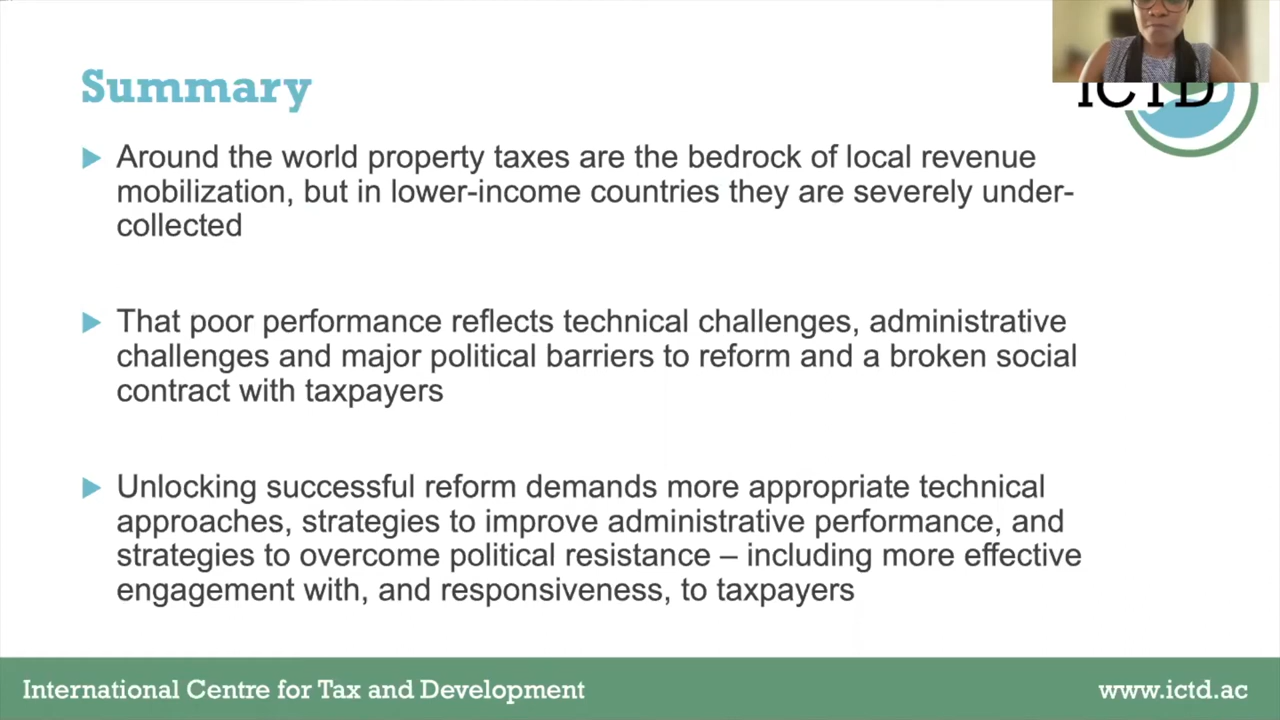 Summary
ICTD
Around the world property taxes are the bedrock of local revenue
mobilization, but in lower-income countries they are severely under-
collected
That poor performance reflects technical challenges, administrative
challenges and major political barriers to reform and a broken social
contract with taxpayers
Unlocking successful reform demands more appropriate technical
approaches, strategies to improve administrative performance, and
strategies to overcome political resistance – including more effective
engagement with, and responsiveness, to taxpayers
International Centre for Tax and Development
www.ictd.ac